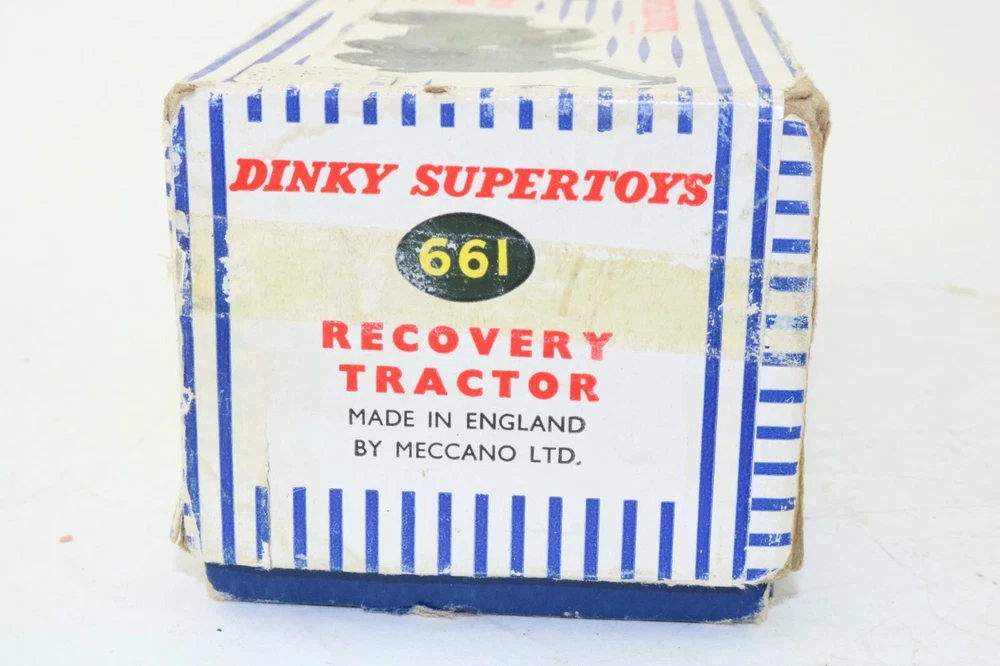 DINKY SUPERTOYS
661
RECOVERY
TRACTOR
MADE IN ENGLAND
BY MECCANO LTD.